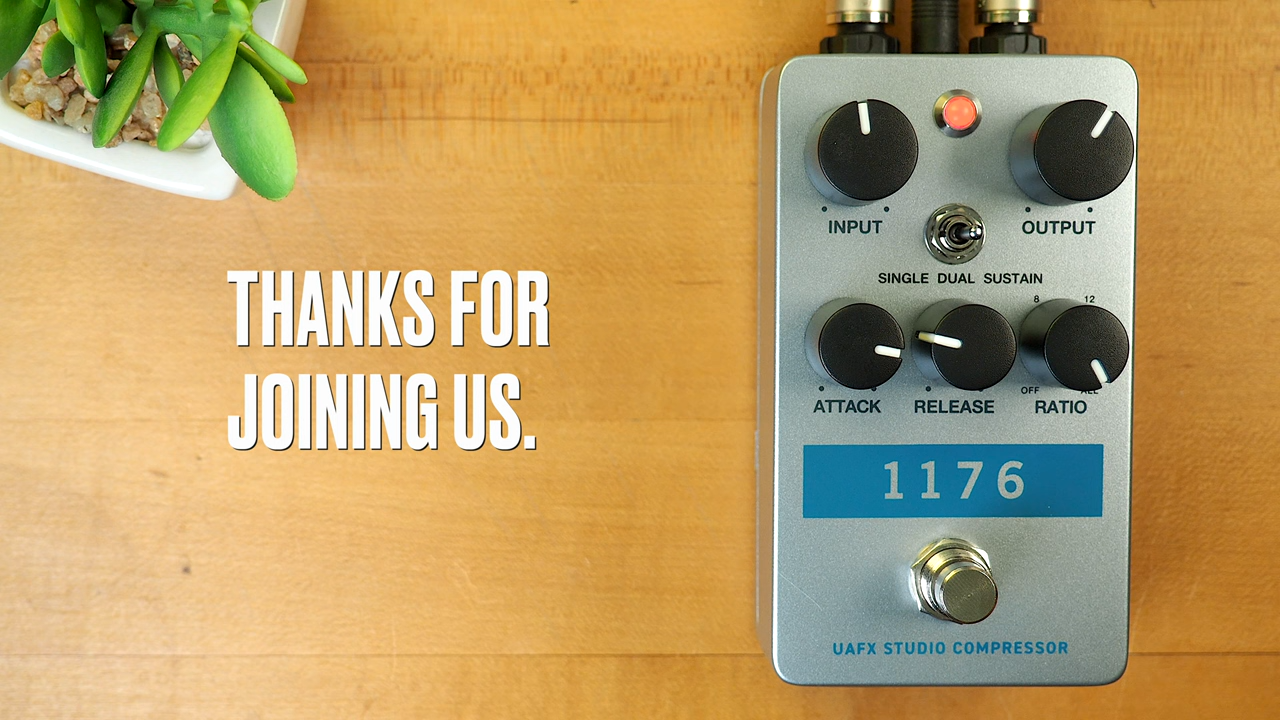 THANKS FOR
JOINING US.
INPUT
OUTPUT
SINGLE DUAL SUSTAIN
8 12
OFF ALL
ATTACK RELEASE RATIO
1176
UAFX STUDIO COMPRESSOR